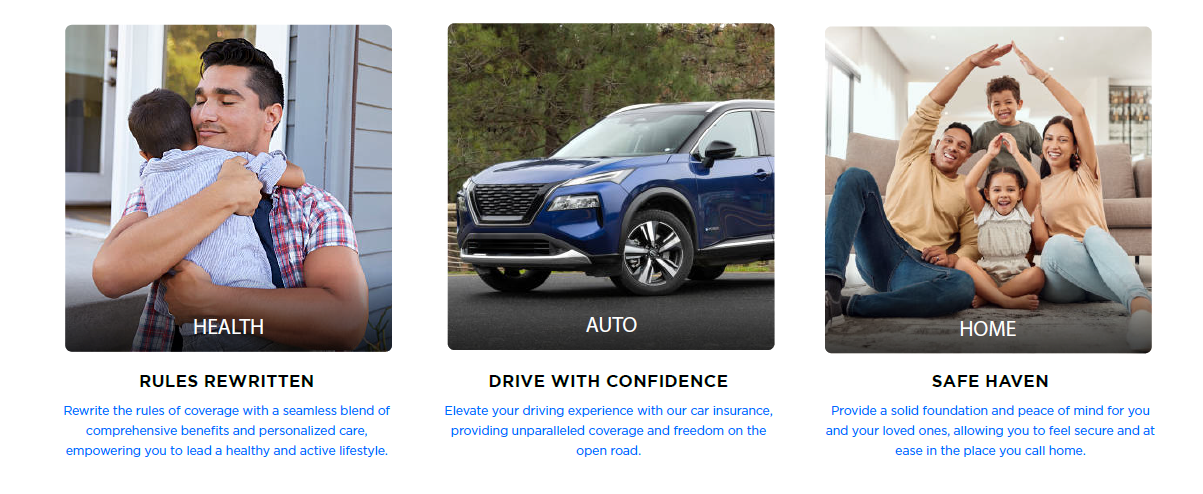 HEALTH
RULES REWRITTEN
Rewrite the rules of coverage with a seamless blend of
comprehensive benefits and personalized care,
empowering you to lead a healthy and active lifestyle.
AUTO
DRIVE WITH CONFIDENCE
Elevate your driving experience with our car insurance,
providing unparalleled coverage and freedom on the
open road.
HOME
SAFE HAVEN
Provide a solid foundation and peace of mind for you
and your loved ones, allowing you to feel secure and at
ease in the place you call home.